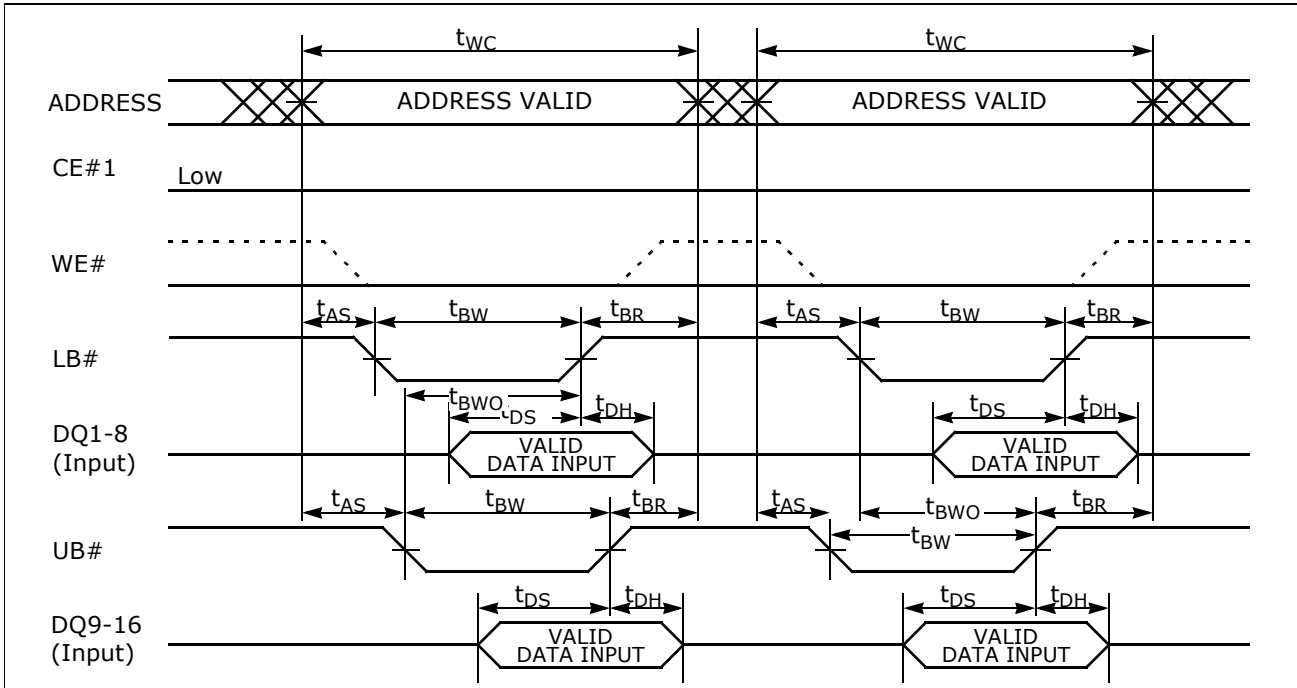 tWC tWC
ADDRESS ADDRESS VALID ADDRESS VALID
CE#1 Low
WE#
tAS tBW tBR tAS tBW tBR
LB#
tBWO
tDS tDH tDS tDH
DQ1-8
(Input)
VALID
DATA INPUT
VALID
DATA INPUT
tAS tBW tBR tAS tBWO tBR
tBW
UB#
tDS tDH tDS tDH
DQ9-16
(Input)
VALID
DATA INPUT
VALID
DATA INPUT